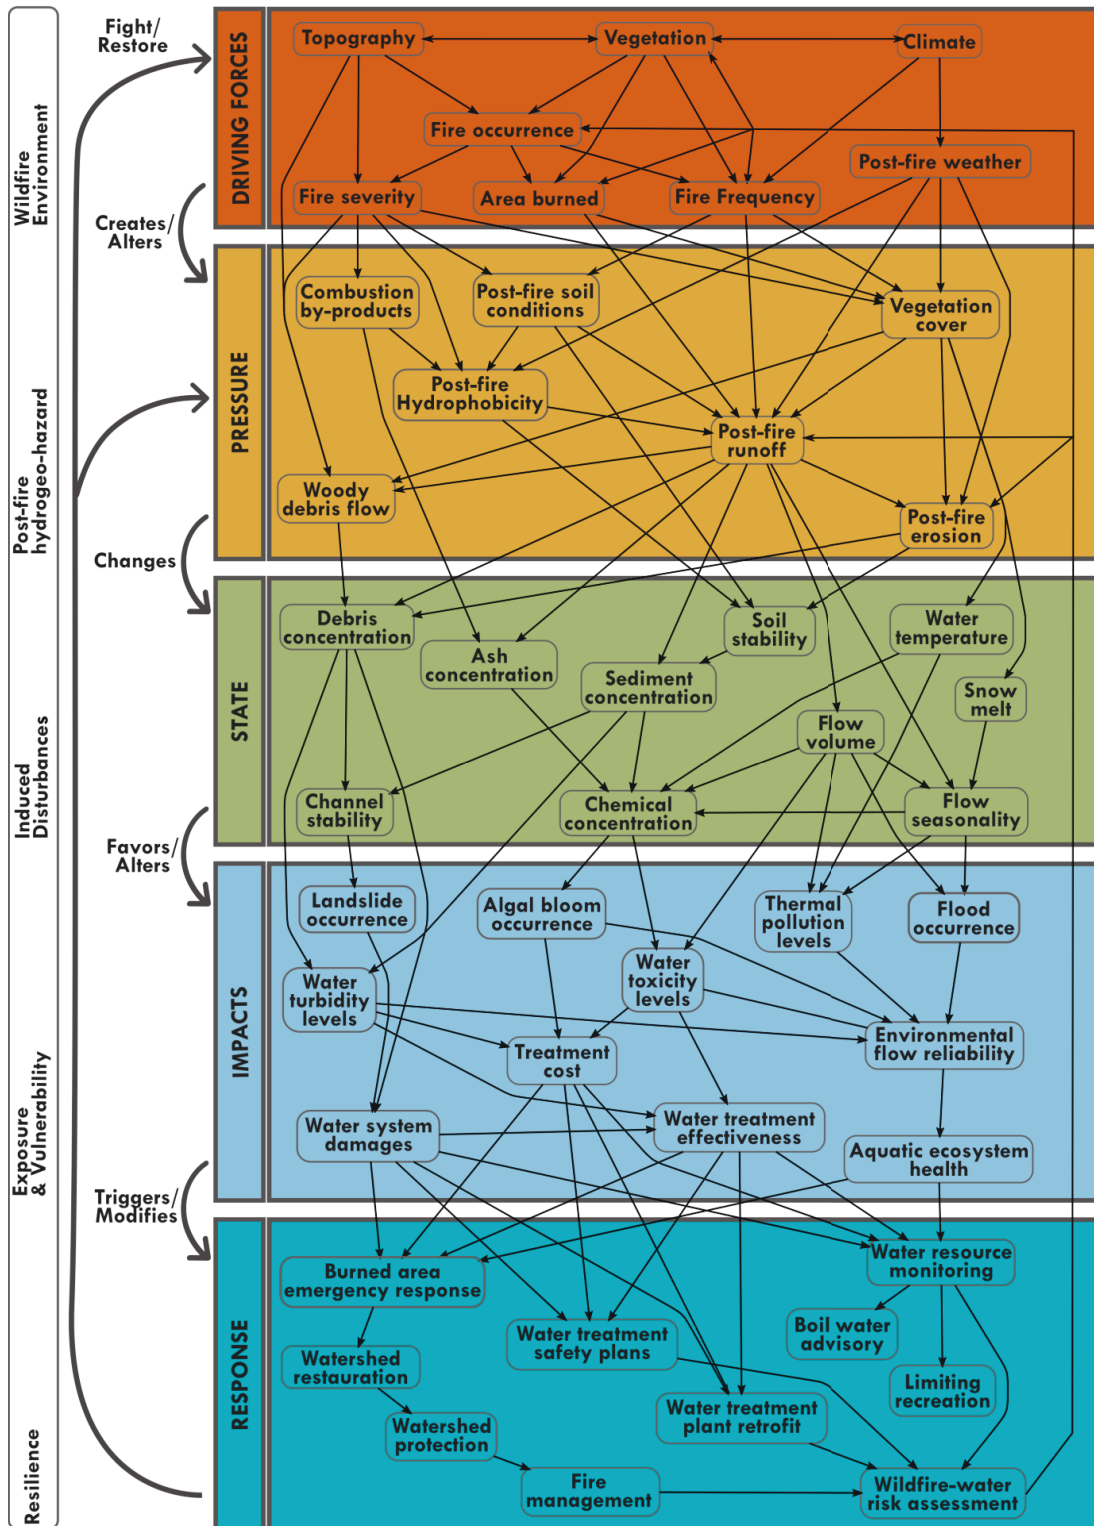 Fight/
Restore
Creates/
Alters
Changes
Favors/
Alters
Triggers/
Modifies
Wildfire
Environment
Post-fire
hydrogeo-hazard
Induced
Disturbances
Exposure
& Vulnerability
Resilience
DRIVING FORCES
Topography
Vegetation
Climate
Fire occurrence
Post-fire weather
Fire severity
Area burned
Fire Frequency
PRESSURE
Combustion
by-products
Post-fire soil
conditions
Vegetation
cover
Post-fire
Hydrophobicity
Post-fire
runoff
Woody
debris flow
Post-fire
erosion
STATE
Debris
concentration
Ash
concentration
Soil
stability
Water
temperature
Sediment
concentration
Snow
melt
Flow
volume
Channel
stability
Chemical
concentration
Flow
seasonality
IMPACTS
Landslide
occurrence
Algal bloom
occurrence
Thermal
pollution
levels
Flood
occurrence
Water
turbidity
levels
Water
toxicity
levels
Treatment
cost
Environmental
flow reliability
Water system
damages
Water treatment
effectiveness
Aquatic ecosystem
health
RESPONSE
Burned area
emergency response
Water resource
monitoring
Water treatment
safety plans
Boil water
advisory
Watershed
restauration
Limiting
recreation
Watershed
protection
Water treatment
plant retrofit
Fire
management
Wildfire-water
risk assessment